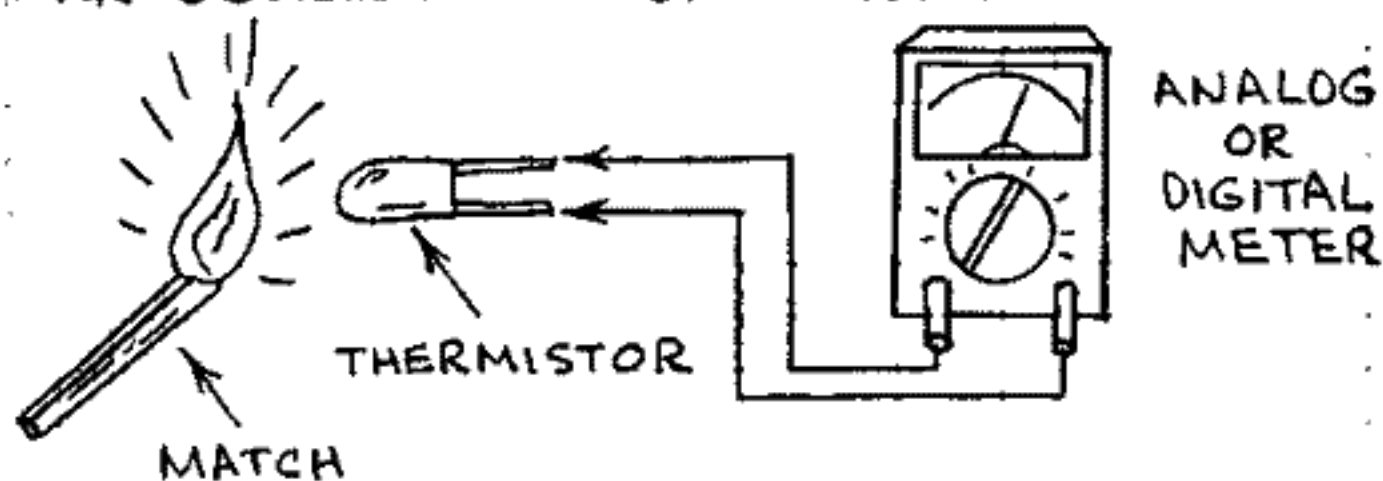 ANALOG
OR
DIGITAL
METER
THERMISTOR
MATCH